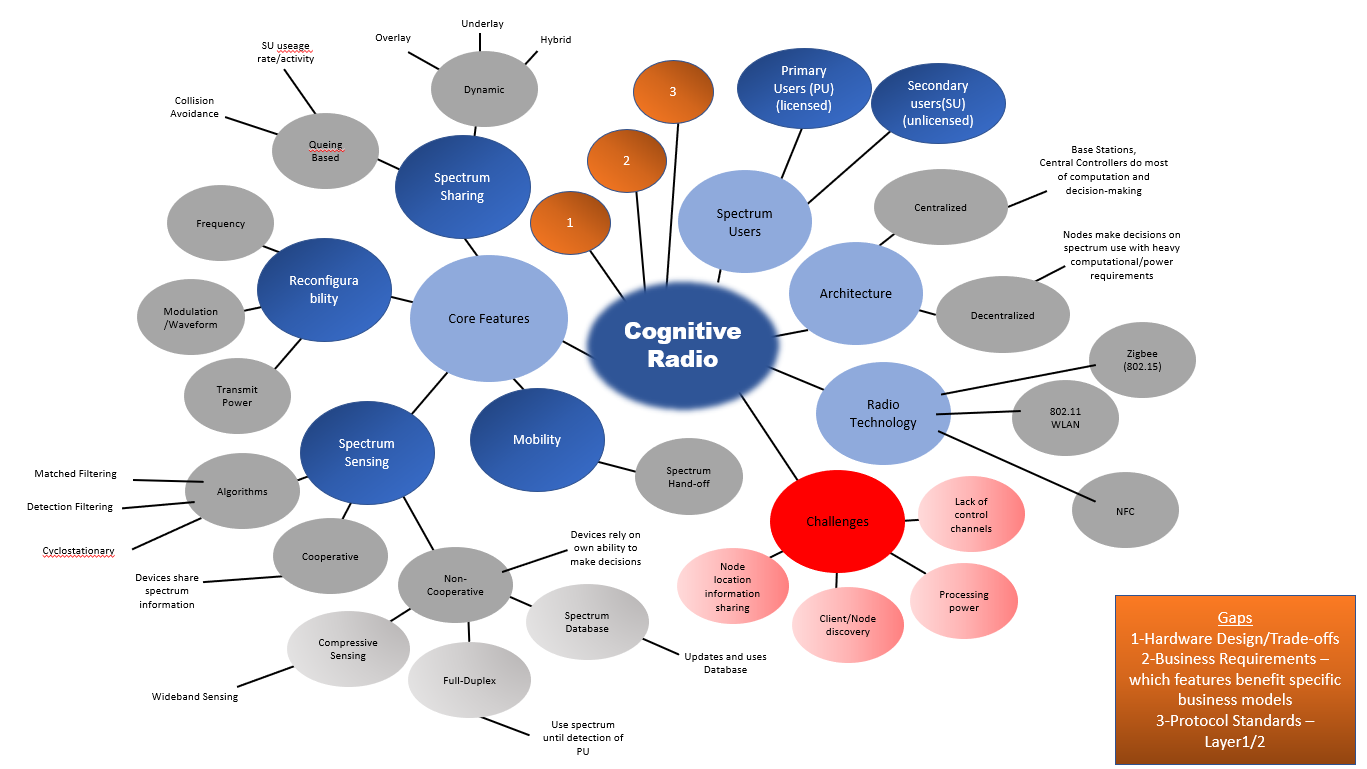 Underlay
Overlay
Hybrid
SU useage
rate/activity
Dynamic
Collision
Avoidance
Queing
Based
Spectrum
Sharing
Frequency
Reconfigura
bility
Modulation
/Waveform
Transmit
Power
Core Features
1
2
3
Cognitive
Radio
Primary
Users (PU)
(licensed)
Secondary
users(SU)
(unlicensed)
Spectrum
Users
Base Stations,
Central Controllers do most
of computation and
decision-making
Centralized
Nodes make decisions on
spectrum use with heavy
computational/power
requirements
Architecture
Decentralized
Zigbee
(802.15)
Radio
Technology
802.11
WLAN
NFC
Mobility
Spectrum
Hand-off
Spectrum
Sensing
Matched Filtering
Algorithms
Detection Filtering
Cyclostationary
Cooperative
Devices share
spectrum
information
Non-
Cooperative
Devices rely on
own ability to
make decisions
Spectrum
Database
Updates and uses
Database
Compressive
Sensing
Wideband Sensing
Full-Duplex
Use spectrum
until detection of
PU
Challenges
Lack of
control
channels
Node
location
information
sharing
Client/Node
discovery
Processing
power
Gaps
1-Hardware Design/Trade-offs
2-Business Requirements –
which features benefit specific
business models
3-Protocol Standards –
Layer1/2